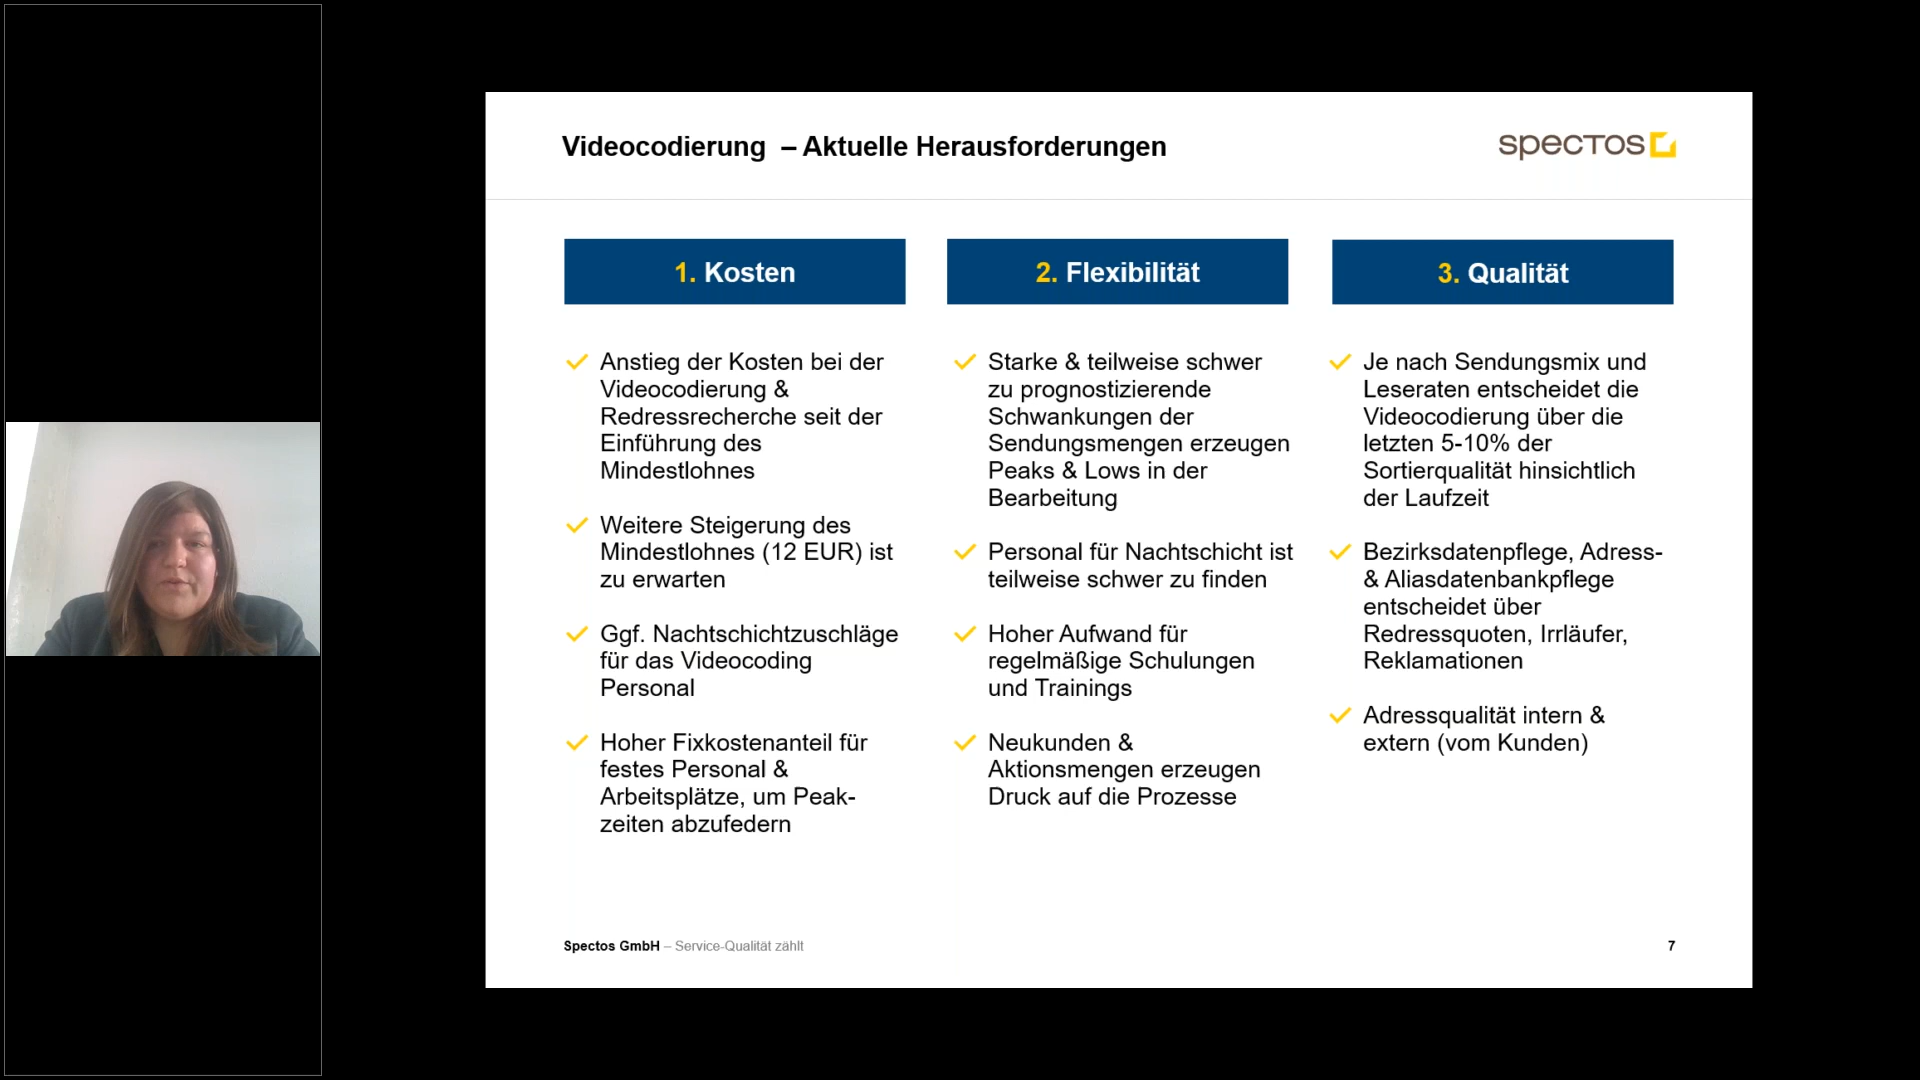 Videocodierung – Aktuelle Herausforderungen
spectos
1. Kosten
Anstieg der Kosten bei der
Videocodierung &
Redressrecherche seit der
Einführung des
Mindestlohnes
Weitere Steigerung des
Mindestlohnes (12 EUR) ist
zu erwarten
Ggf. Nachtschichtzuschläge
für das Videocoding
Personal
Hoher Fixkostenanteil für
festes Personal &
Arbeitsplätze, um Peak-
zeiten abzufedern
2. Flexibilität
Starke & teilweise schwer
zu prognostizierende
Schwankungen der
Sendungsmengen erzeugen
Peaks & Lows in der
Bearbeitung
Personal für Nachtschicht ist
teilweise schwer zu finden
Hoher Aufwand für
regelmäßige Schulungen
und Trainings
Neukunden &
Aktionsmengen erzeugen
Druck auf die Prozesse
3. Qualität
Je nach Sendungsmix und
Leseraten entscheidet die
Videocodierung über die
letzten 5-10% der
Sortierqualität hinsichtlich
der Laufzeit
Bezirksdatenpflege, Adress-
& Aliasdatenbankpflege
entscheidet über
Redressquoten, Irrläufer,
Reklamationen
Adressqualität intern &
extern (vom Kunden)
Spectos GmbH – Service-Qualität zählt
7